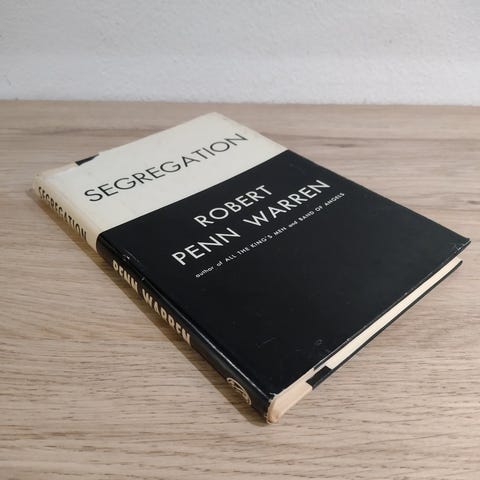 SEGREGATION
ROBERT
PENN WARREN
author of ALL THE KING'S MEN and BAND OF ANGELS
SEGREGATION
PENN WARREN